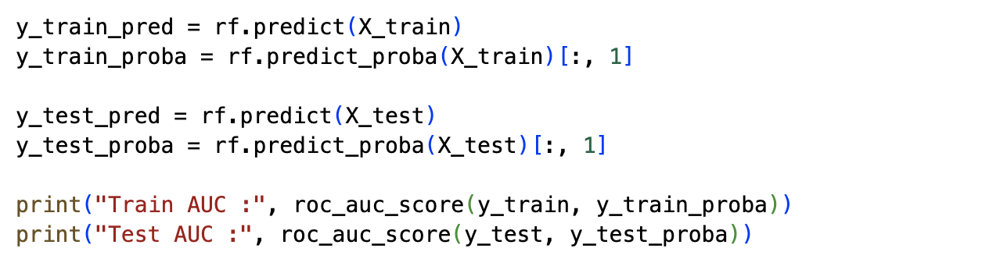 y_train_pred = rf.predict(X_train)
y_train_proba = rf.predict_proba(X_train)[:, 1]
y_test_pred = rf.predict(X_test)
y_test_proba = rf.predict_proba(X_test)[:, 1]
print("Train AUC :", roc_auc_score(y_train, y_train_proba))
print("Test AUC :", roc_auc_score(y_test, y_test_proba))